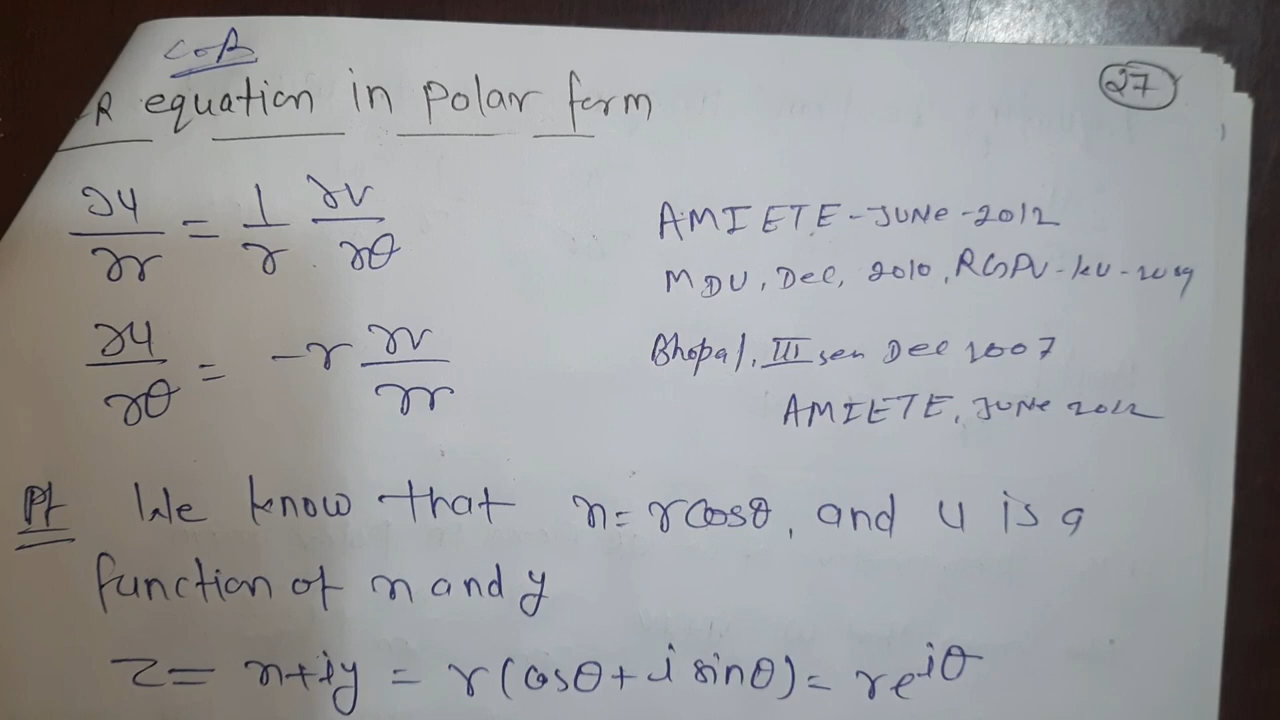 27
R equation in polar form
∂u/∂r = 1/r ∂v/∂θ
AMIETE-JUNE-2012
MDU, Dec, 2010, RGPV-
∂u/∂θ = -r ∂v/∂r
Bhopal, III sem Dec 2007
AMIETE, JUNE 2012
Pf We know that x = r cosθ, and u is a
function of x and y
z = x+iy = r(cosθ + i sinθ) = re^{iθ}